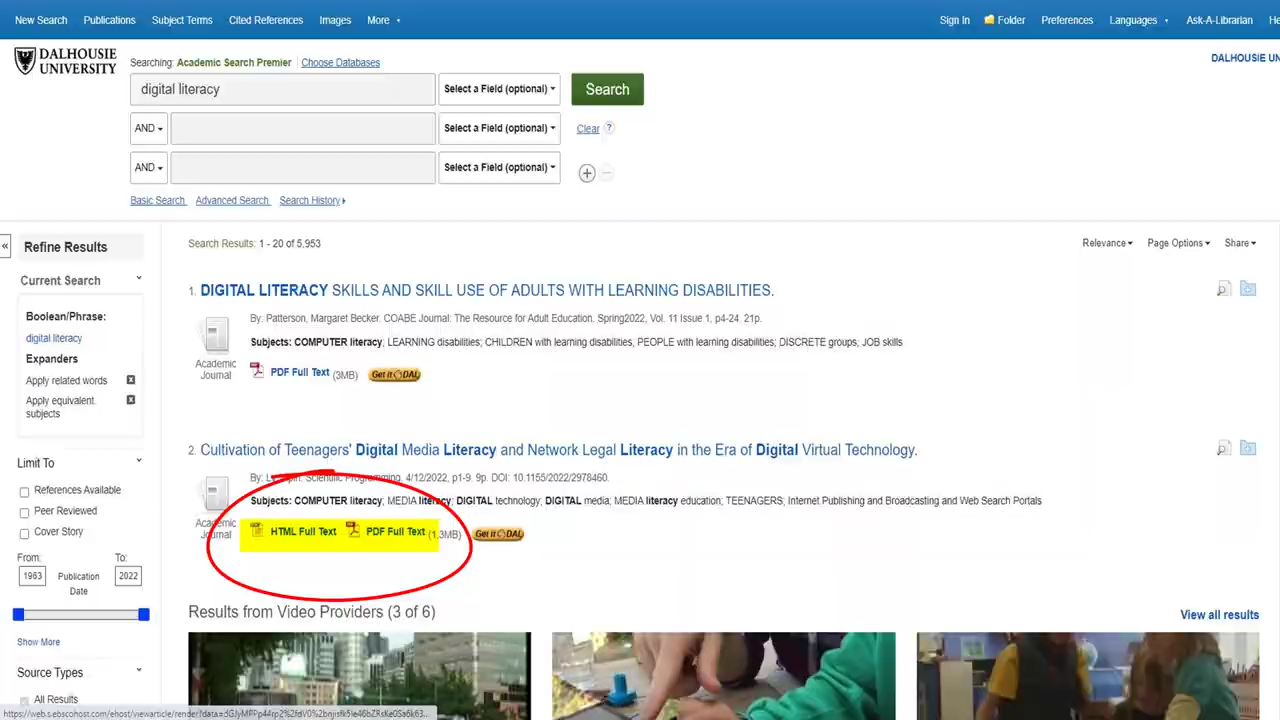 New Search Publications Subject Terms Cited References Images More Sign In Folder Preferences Languages Ask-A-Librarian
DALHOUSIE UNIVERSITY
Searching: Academic Search Premier Choose Databases
DALHOUSIE UN
digital literacy Select a Field (optional) Search
AND Select a Field (optional) Clear ?
AND Select a Field (optional)
Basic Search Advanced Search Search History
Refine Results
Current Search
Boolean/Phrase:
digital literacy
Expanders
Apply related words
Apply equivalent
subjects
Limit To
References Available
Peer Reviewed
Cover Story
From: To:
1963 Publication Date 2022
Show More
Source Types
All Results
Search Results: 1 - 20 of 5,953 Relevance Page Options Share
1. DIGITAL LITERACY SKILLS AND SKILL USE OF ADULTS WITH LEARNING DISABILITIES.
By: Patterson, Margaret Becker. COABE Journal: The Resource for Adult Education. Spring2022, Vol. 11 Issue 1, p4-24. 21p.
Subjects: COMPUTER literacy; LEARNING disabilities; CHILDREN with learning disabilities; PEOPLE with learning disabilities; DISCRETE groups; JOB skills
Academic
Journal
PDF Full Text (3MB) Get it @DAL
2. Cultivation of Teenagers' Digital Media Literacy and Network Legal Literacy in the Era of Digital Virtual Technology.
By: Scientific Programming. 4/12/2022, p1-9. 9p. DOI: 10.1155/2022/2978460.
Subjects: COMPUTER literacy; MEDIA literacy; DIGITAL technology; DIGITAL media; MEDIA literacy education; TEENAGERS; Internet Publishing and Broadcasting and Web Search Portals
Academic
Journal
HTML Full Text PDF Full Text (1.3MB) Get it @DAL
Results from Video Providers (3 of 6) View all results